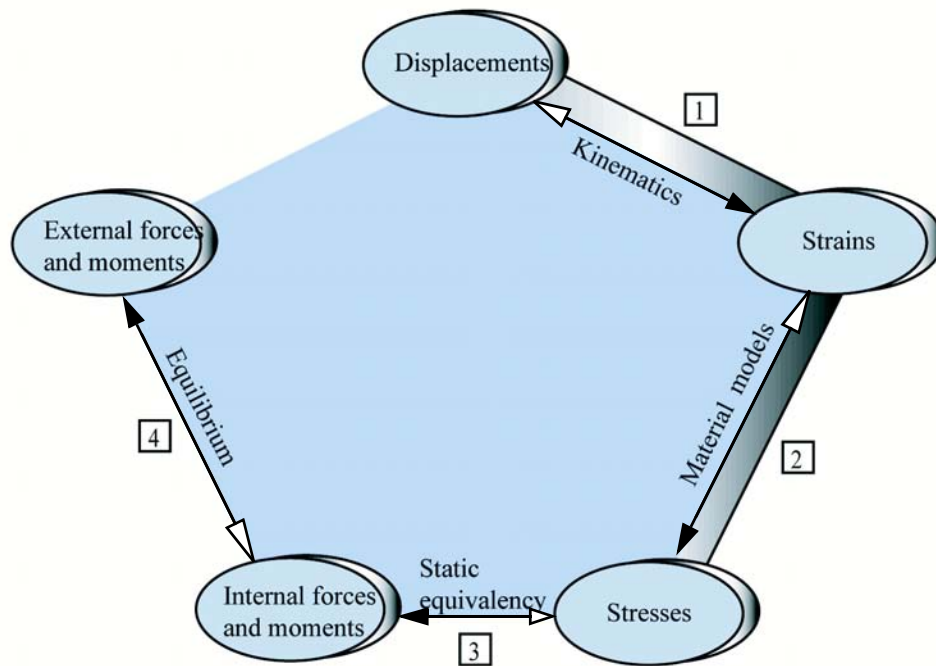 Displacements
1
Kinematics
External forces
and moments
Strains
Material models
Equilibrium
4
2
Static
equivalency
Internal forces
and moments
Stresses
3